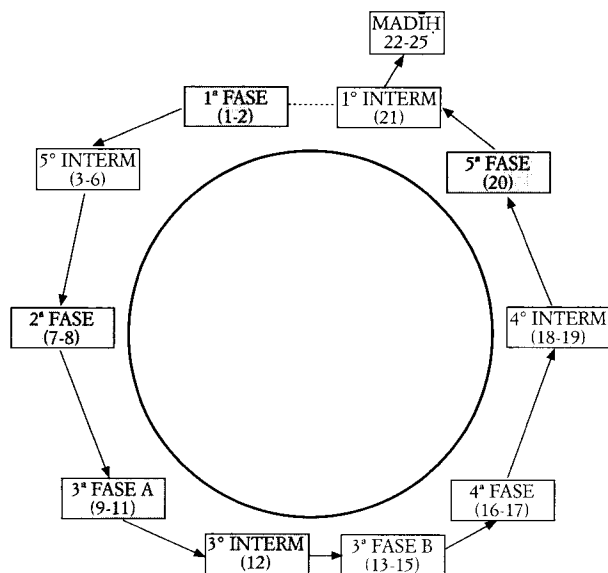 MADĪḤ
22-25
1ª FASE
(1-2)
1° INTERM
(21)
5° INTERM
(3-6)
5ª FASE
(20)
2ª FASE
(7-8)
4° INTERM
(18-19)
3ª FASE A
(9-11)
4ª FASE
(16-17)
3° INTERM
(12)
3ª FASE B
(13-15)